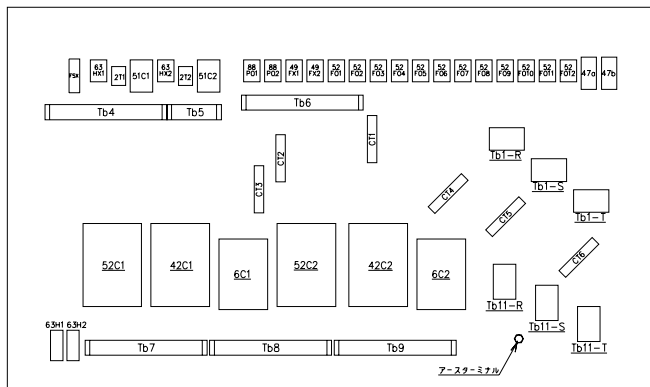 FSX
63
HX1
2T1
51C1
63
HX2
2T2
51C2
88
PO1
88
PO2
49
FX1
49
FX2
52
FO1
52
FO2
52
FO3
52
FO4
52
FO5
52
FO6
52
FO7
52
FO8
52
FO9
52
FO10
52
FO11
52
FO12
47a
47b
Tb4
Tb5
Tb6
CT1
CT2
CT3
Tb1-R
Tb1-S
Tb1-T
CT4
CT5
CT6
52C1
42C1
6C1
52C2
42C2
6C2
Tb11-R
Tb11-S
Tb11-T
63H1
63H2
Tb7
Tb8
Tb9
アースターミナル